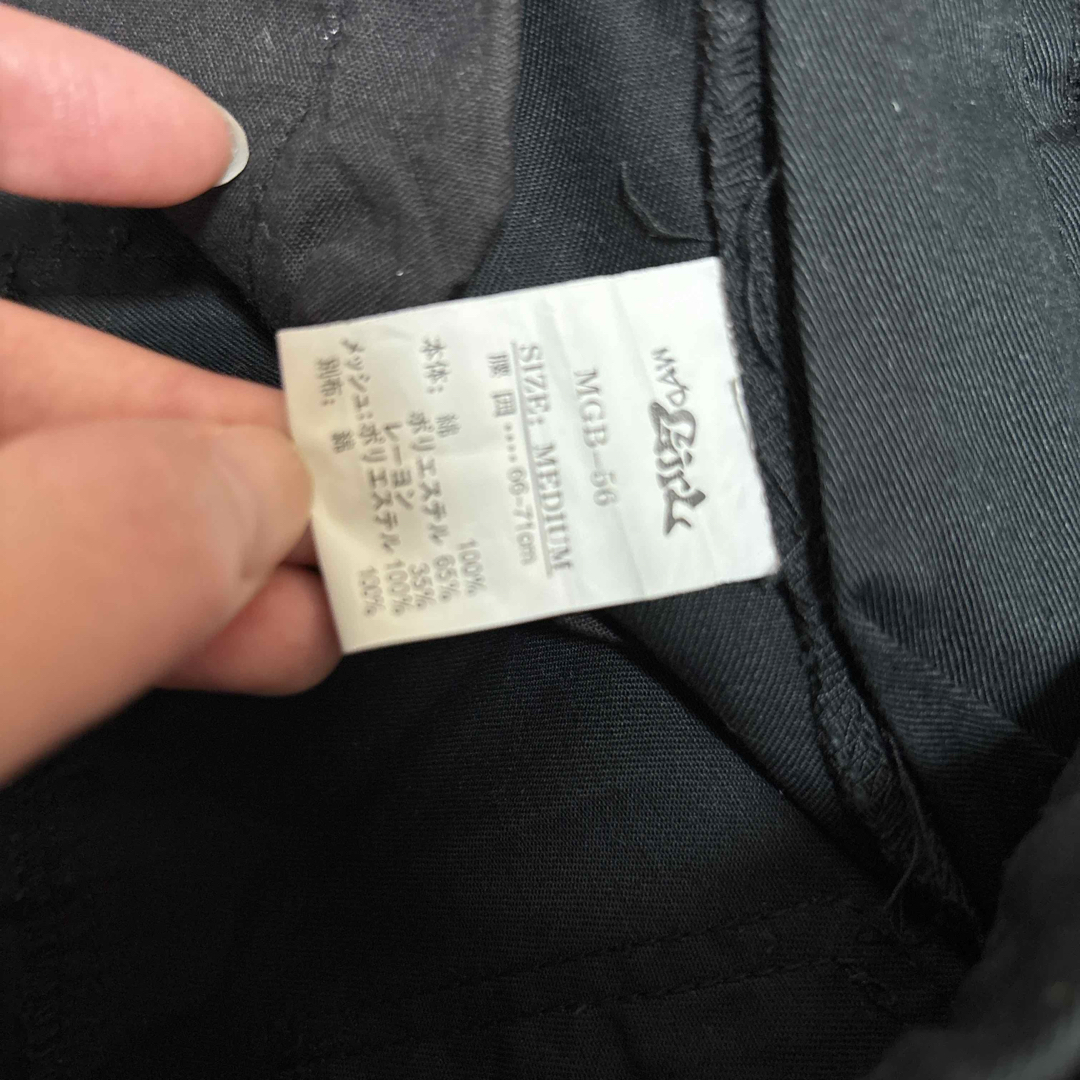 MAD Girls
MGB-56
SIZE: MEDIUM
腰囲‥‥66~71cm
本体: 綿 100%
ポリエステル 65%
レーヨン 35%
メッシュ:ポリエステル 100%
別布: 綿 100%